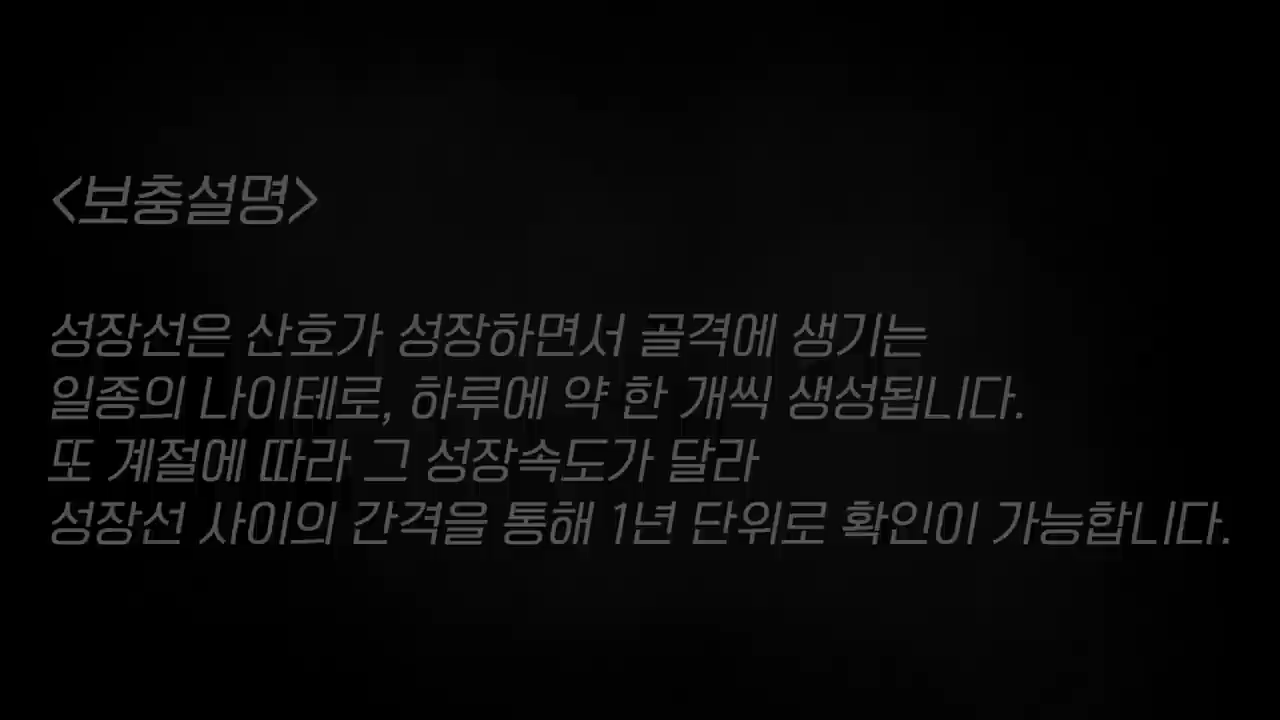 <보충설명>
성장선은 산호가 성장하면서 골격에 생기는
일종의 나이테로, 하루에 약 한 개씩 생성됩니다.
또 계절에 따라 그 성장속도가 달라
성장선 사이의 간격을 통해 1년 단위로 확인이 가능합니다.